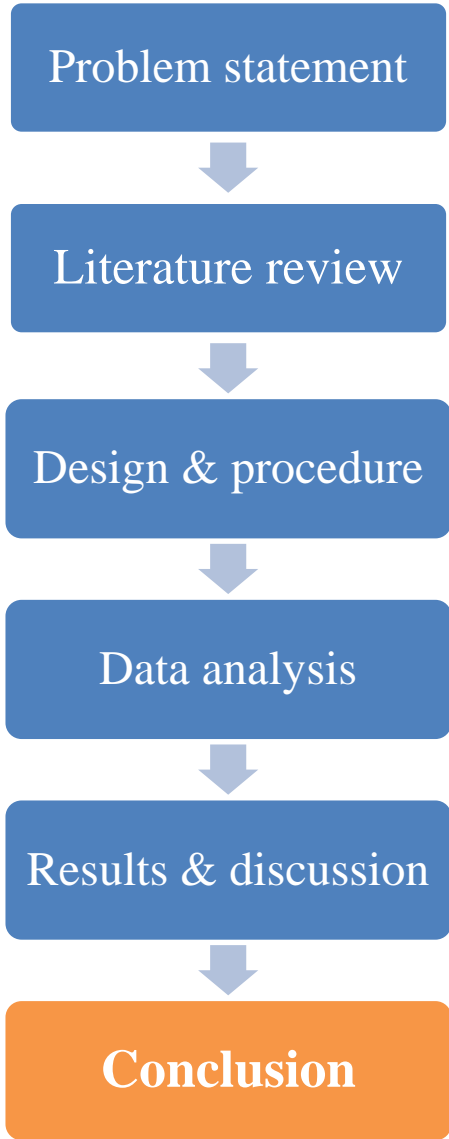 Problem statement
Literature review
Design & procedure
Data analysis
Results & discussion
Conclusion